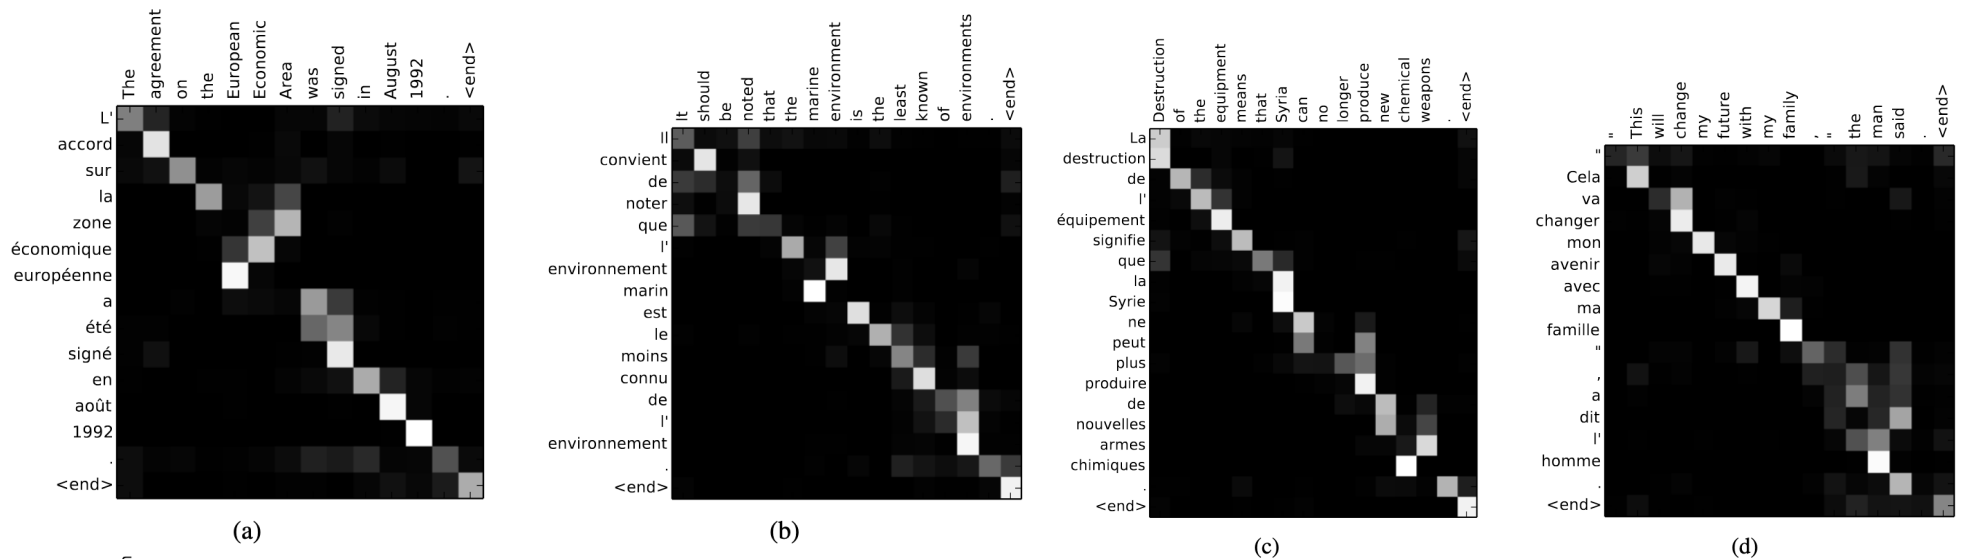 The agreement on the European Economic Area was signed in August 1992 . <end>
L'
accord
sur
la
zone
économique
européenne
a
été
signé
en
août
1992
.
<end>
(a)
It should be noted that the marine environment is the least known of environments . <end>
Il
convient
de
noter
que
l'
environnement
marin
est
le
moins
connu
de
l'
environnement
.
<end>
(b)
Destruction of the equipment means that Syria can no longer produce new chemical weapons . <end>
La
destruction
de
l'
équipement
signifie
que
la
Syrie
ne
peut
plus
produire
de
nouvelles
armes
chimiques
.
<end>
(c)
" This will change my future with my family , " the man said . <end>
"
Cela
va
changer
mon
avenir
avec
ma
famille
"
,
a
dit
l'
homme
.
<end>
(d)